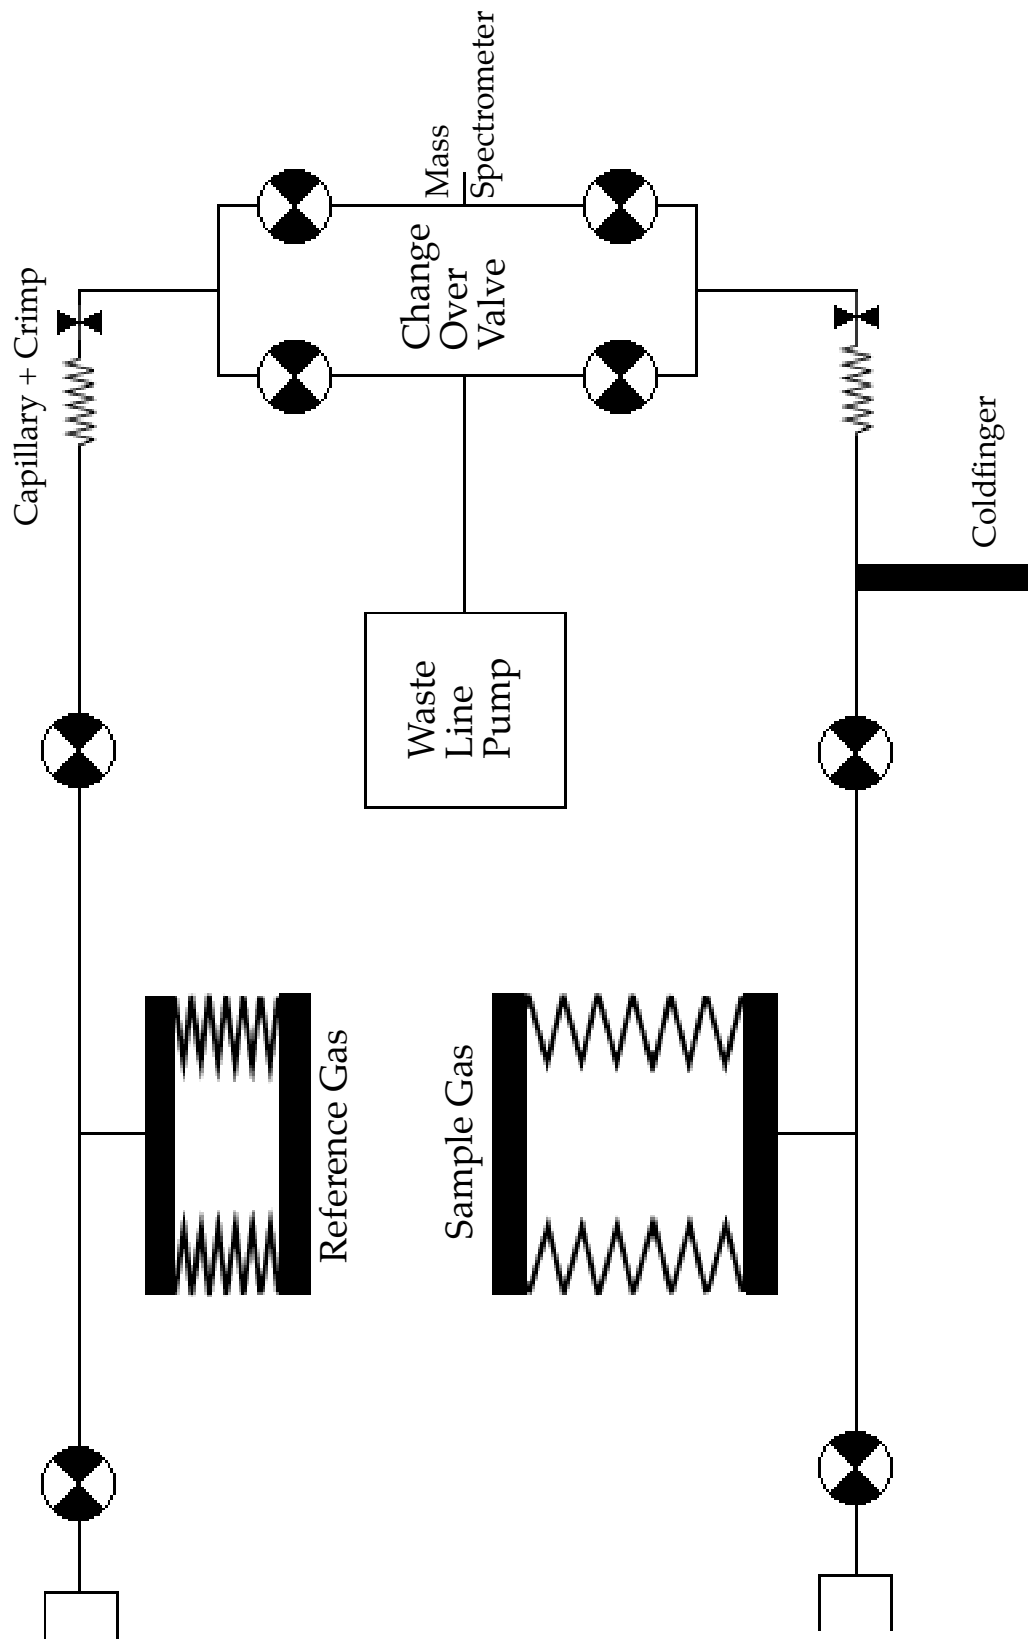 Capillary + Crimp
Mass
Spectrometer
Change
Over
Valve
Waste
Line
Pump
Coldfinger
Reference Gas
Sample Gas